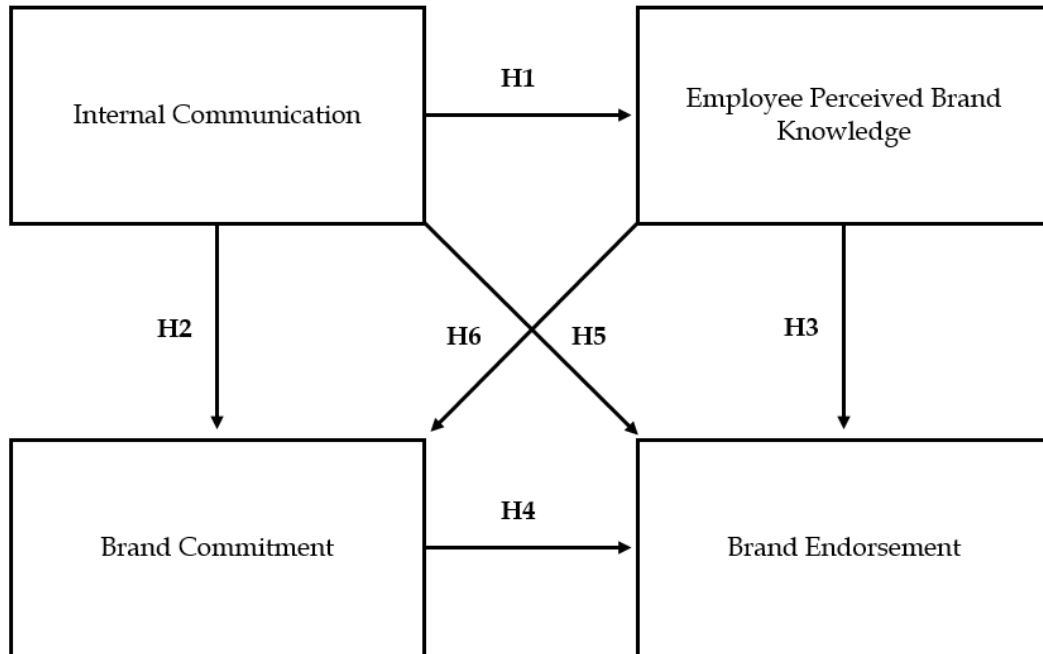 H1
Internal Communication
Employee Perceived Brand
Knowledge
H2
H6
H5
H3
H4
Brand Commitment
Brand Endorsement